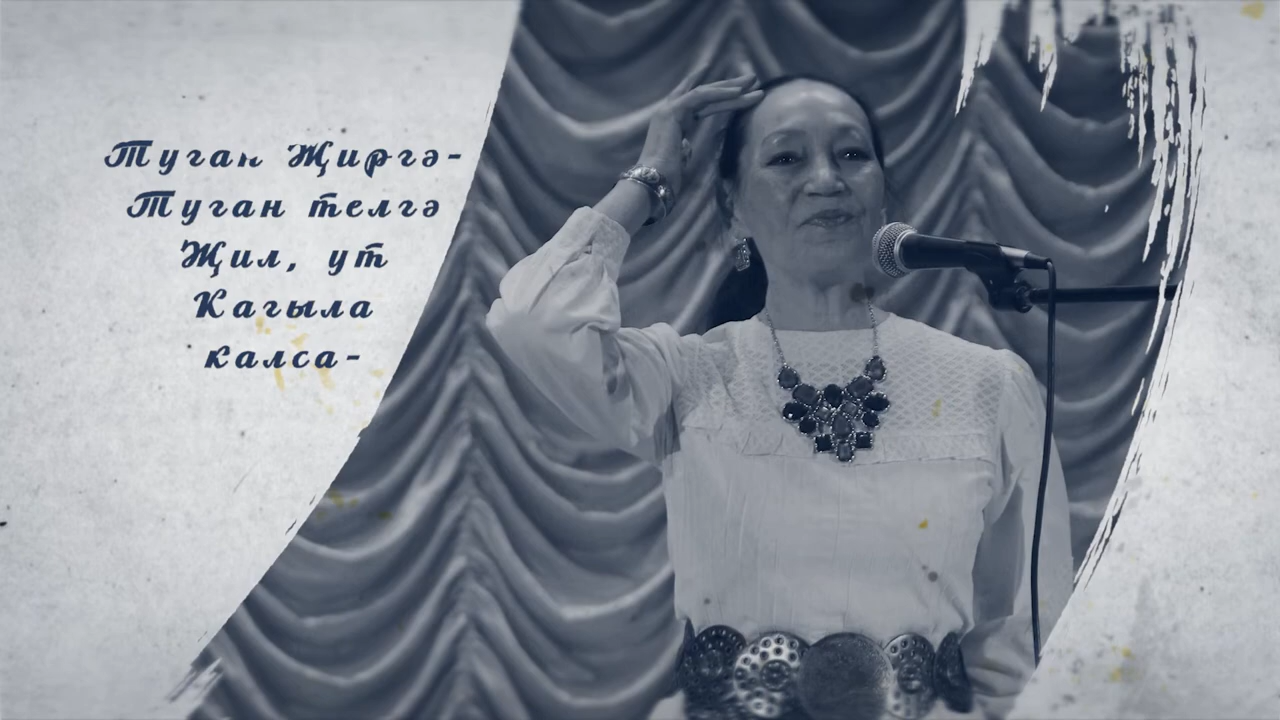 Туган Җиргә-
Туган телгә
Җил, ут
Кагыла
калса-